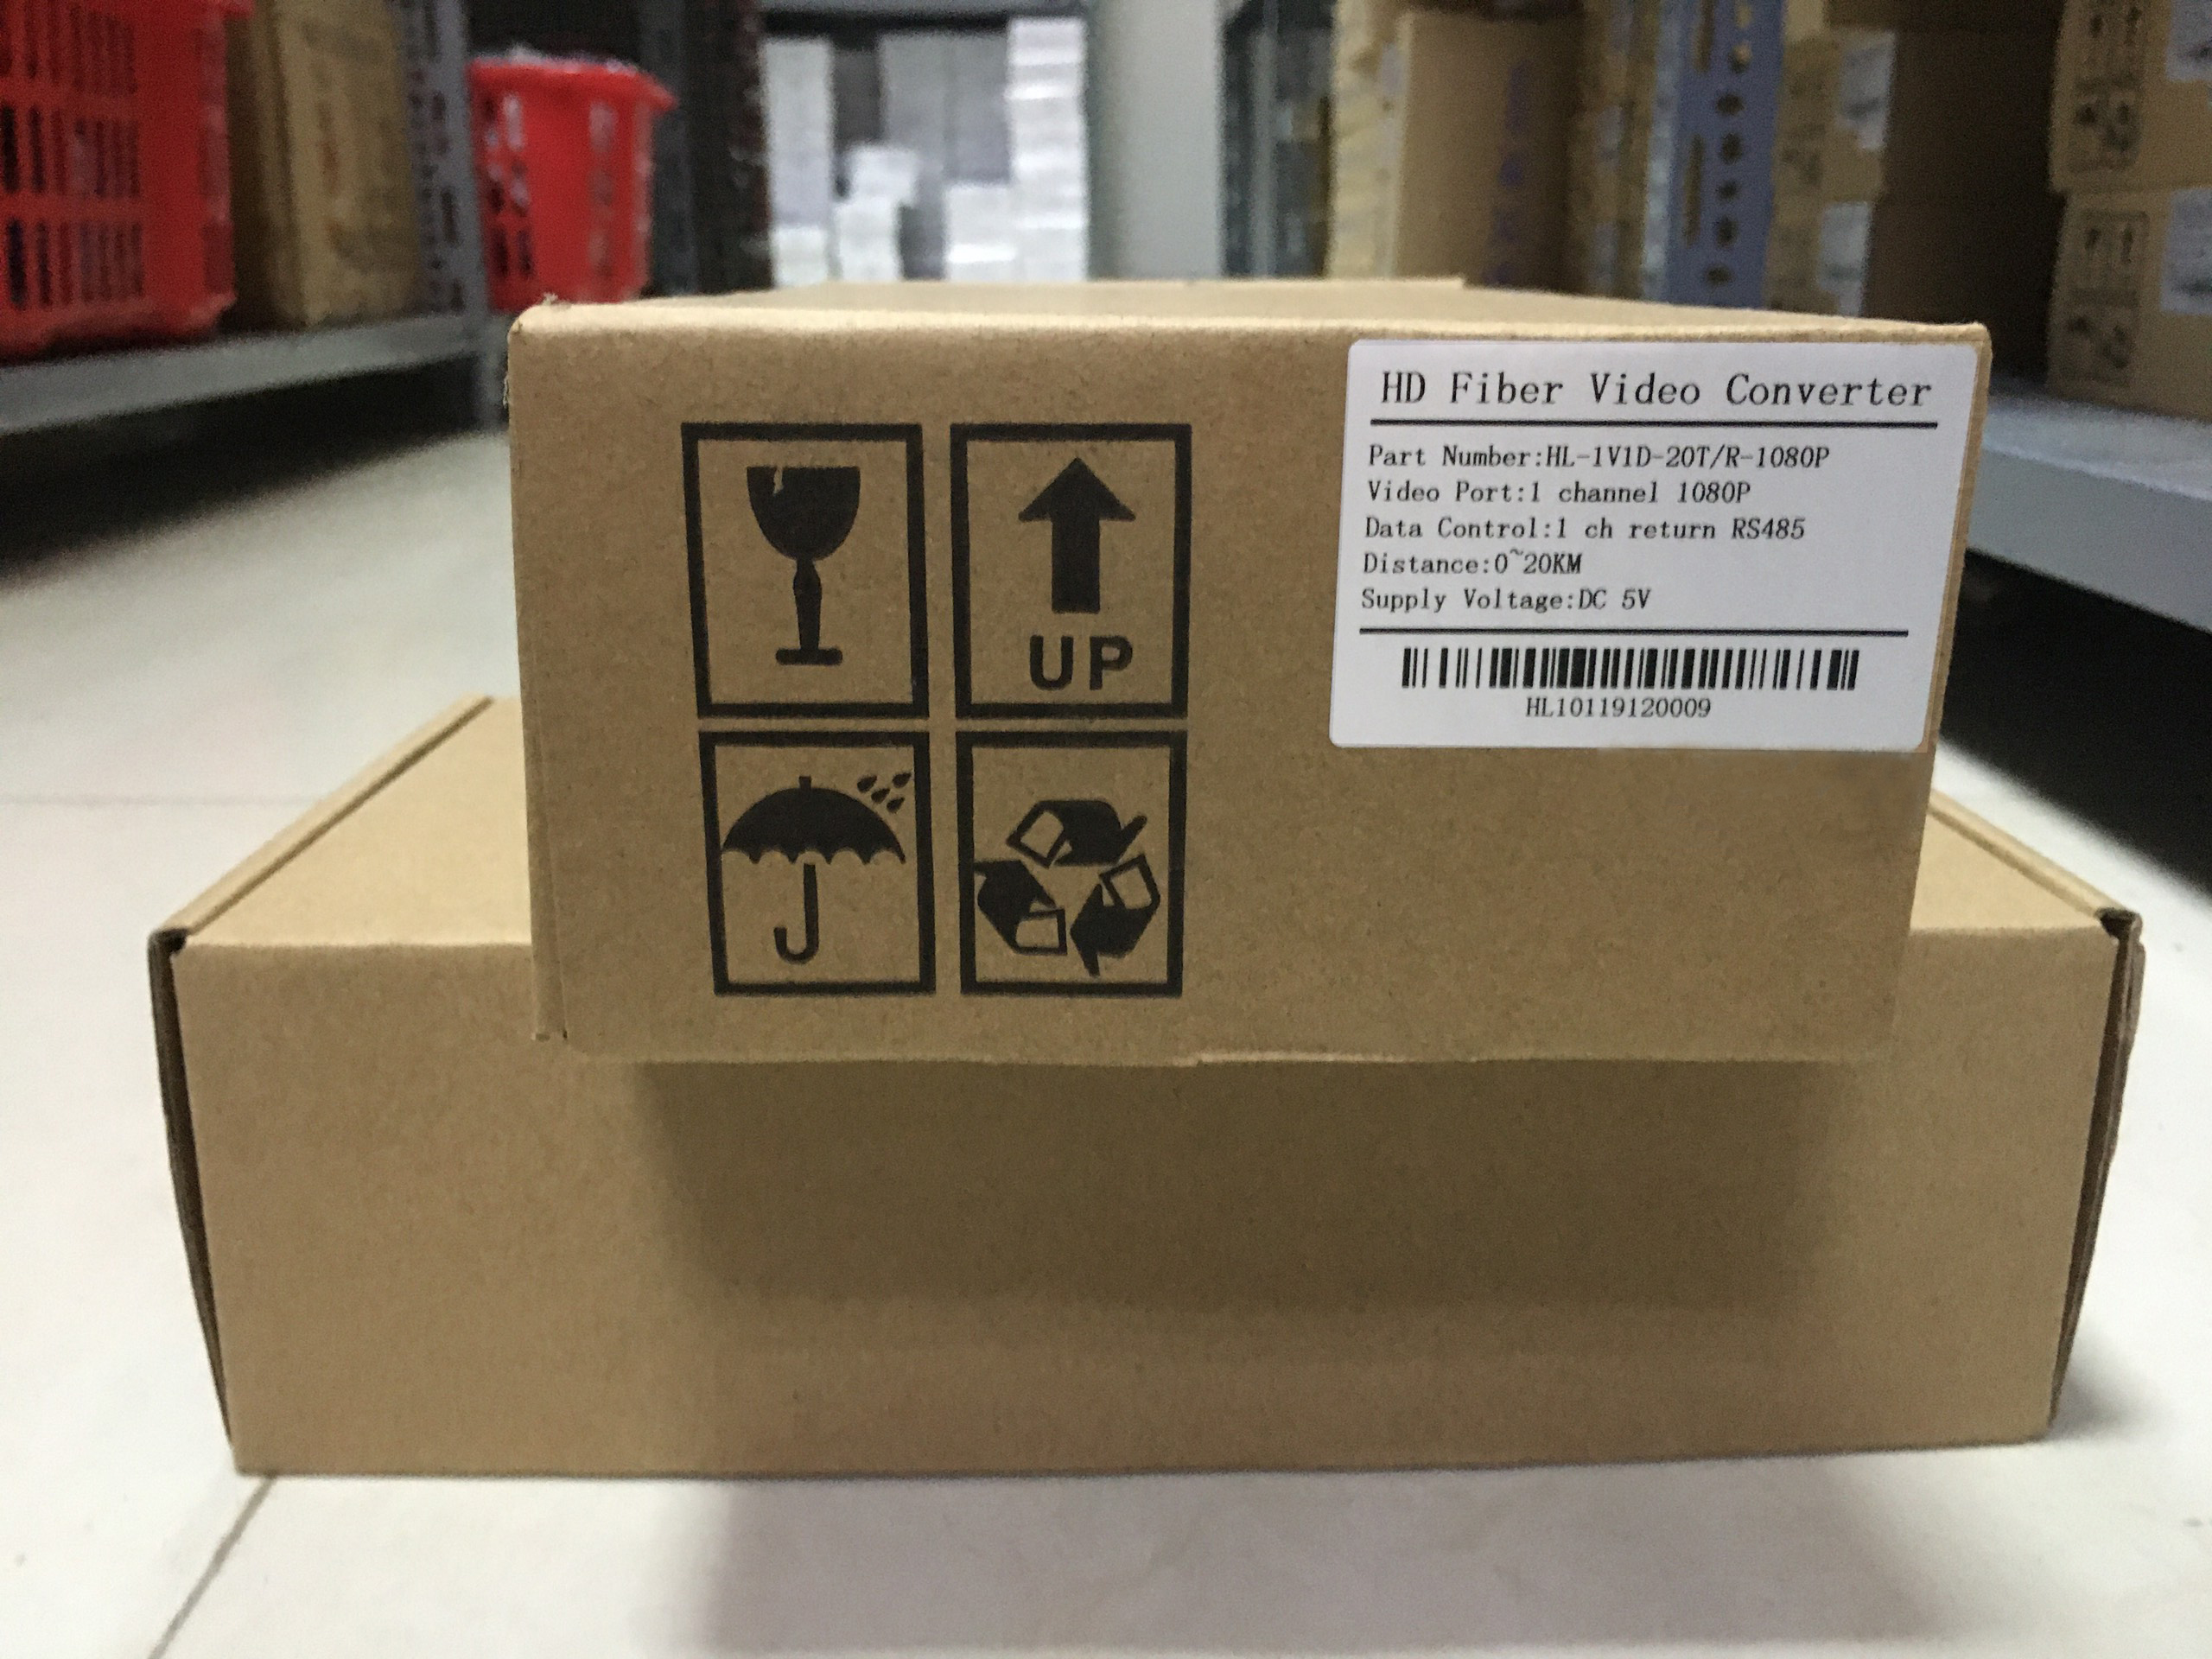 HD Fiber Video Converter
Part Number:HL-1V1D-20T/R-1080P
Video Port:1 channel 1080P
Data Control:1 ch return RS485
Distance:0~20KM
Supply Voltage:DC 5V
HL10119120009
UP